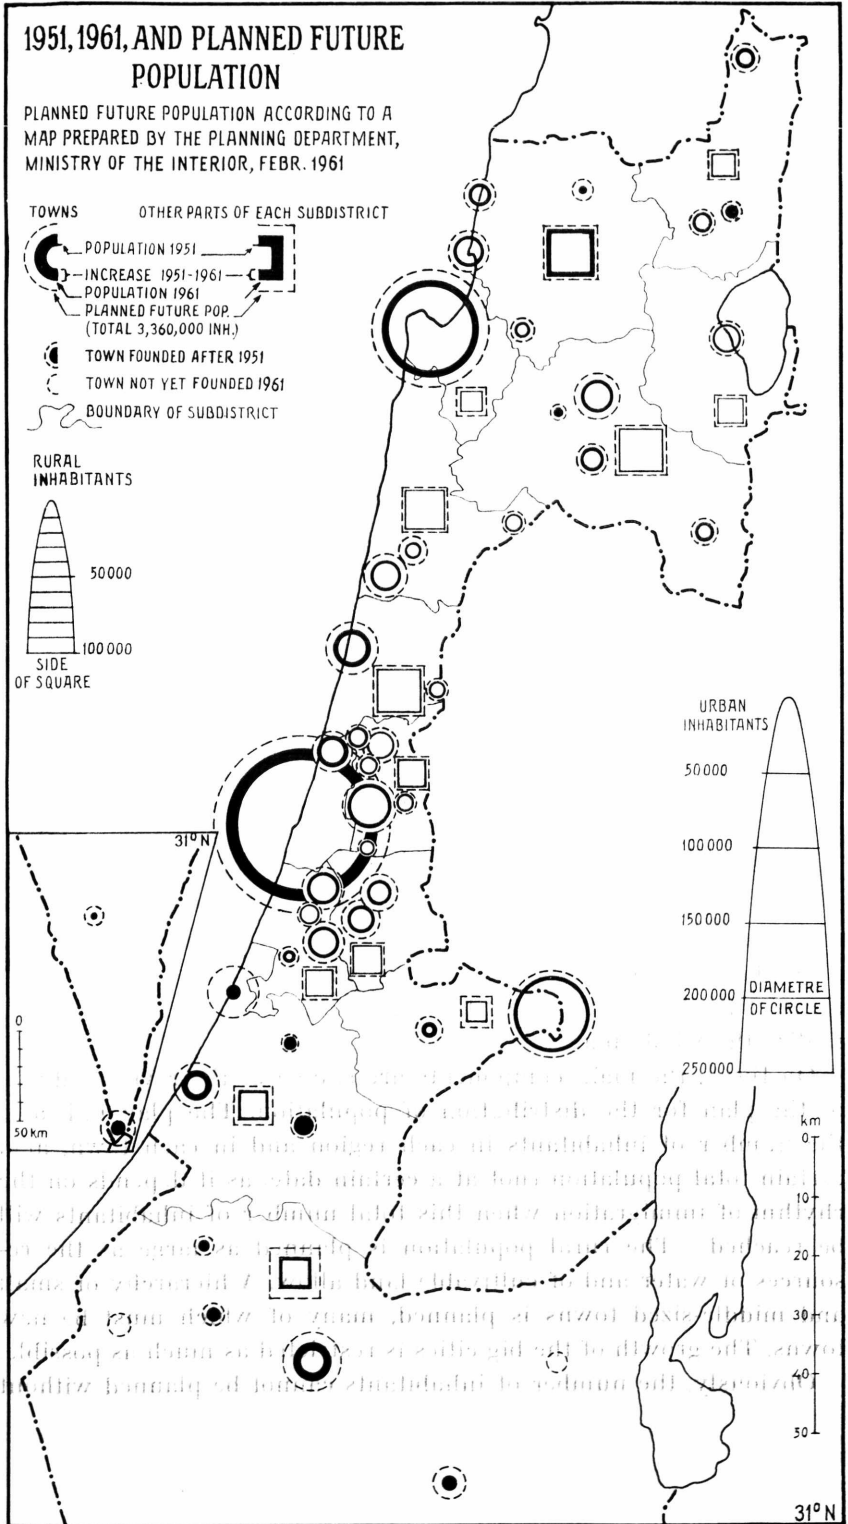 1951, 1961, AND PLANNED FUTURE
POPULATION
PLANNED FUTURE POPULATION ACCORDING TO A
MAP PREPARED BY THE PLANNING DEPARTMENT,
MINISTRY OF THE INTERIOR, FEBR. 1961
TOWNS
OTHER PARTS OF EACH SUBDISTRICT
POPULATION 1951
INCREASE 1951-1961
POPULATION 1961
PLANNED FUTURE POP.
(TOTAL 3,360,000 INH.)
TOWN FOUNDED AFTER 1951
TOWN NOT YET FOUNDED 1961
BOUNDARY OF SUBDISTRICT
RURAL
INHABITANTS
50000
100000
SIDE
OF SQUARE
URBAN
INHABITANTS
50000
100000
150000
200000
250000
DIAMETRE
OF CIRCLE
31° N
0
50 km
km
0
10
20
30
40
50
31° N